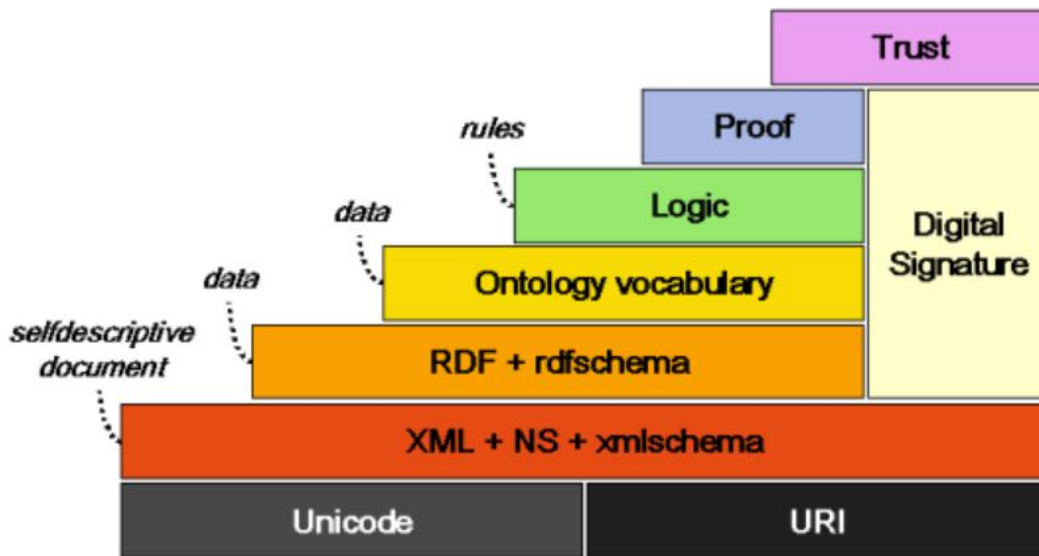 Trust
Proof
rules
Logic
data
Digital
Signature
Ontology vocabulary
data
selfdescriptive
document
RDF + rdfschema
XML + NS + xmlschema
Unicode
URI